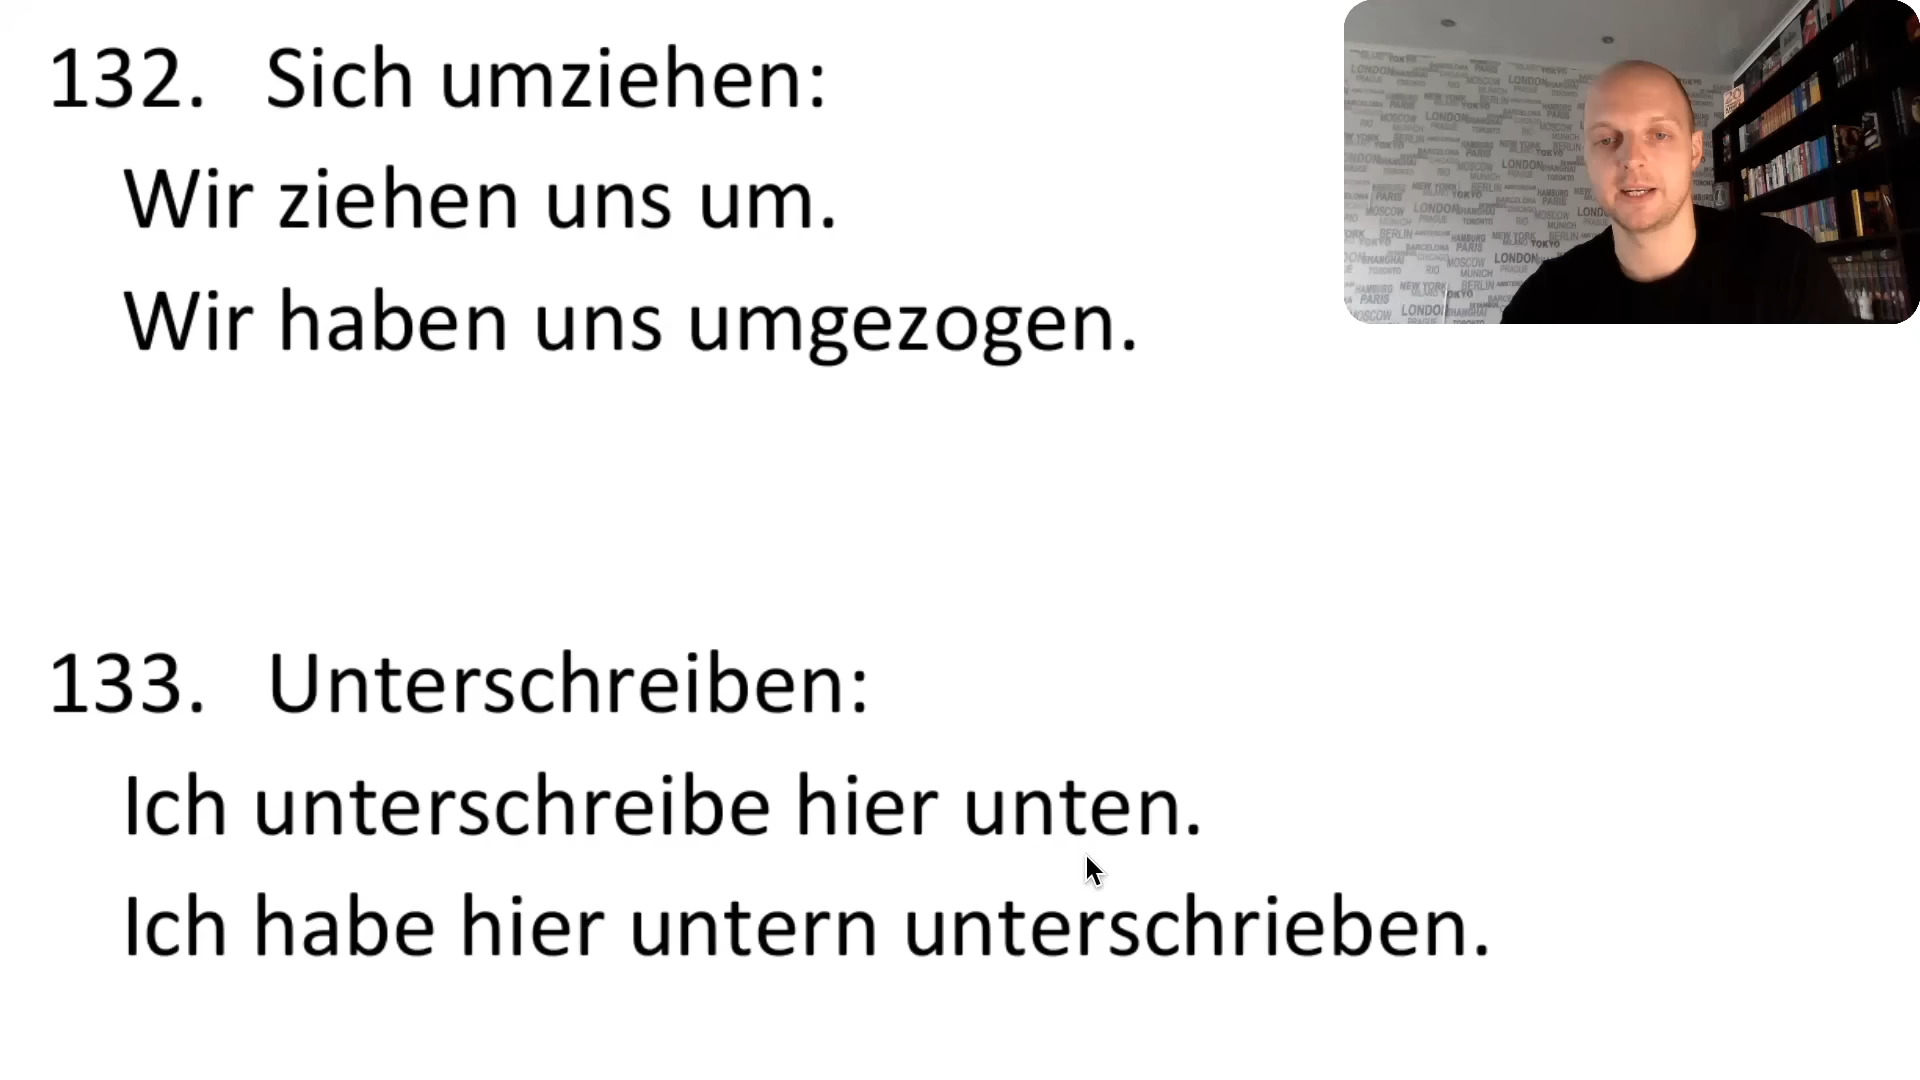 132. Sich umziehen:
Wir ziehen uns um.
Wir haben uns umgezogen.
133. Unterschreiben:
Ich unterschreibe hier unten.
Ich habe hier untern unterschrieben.